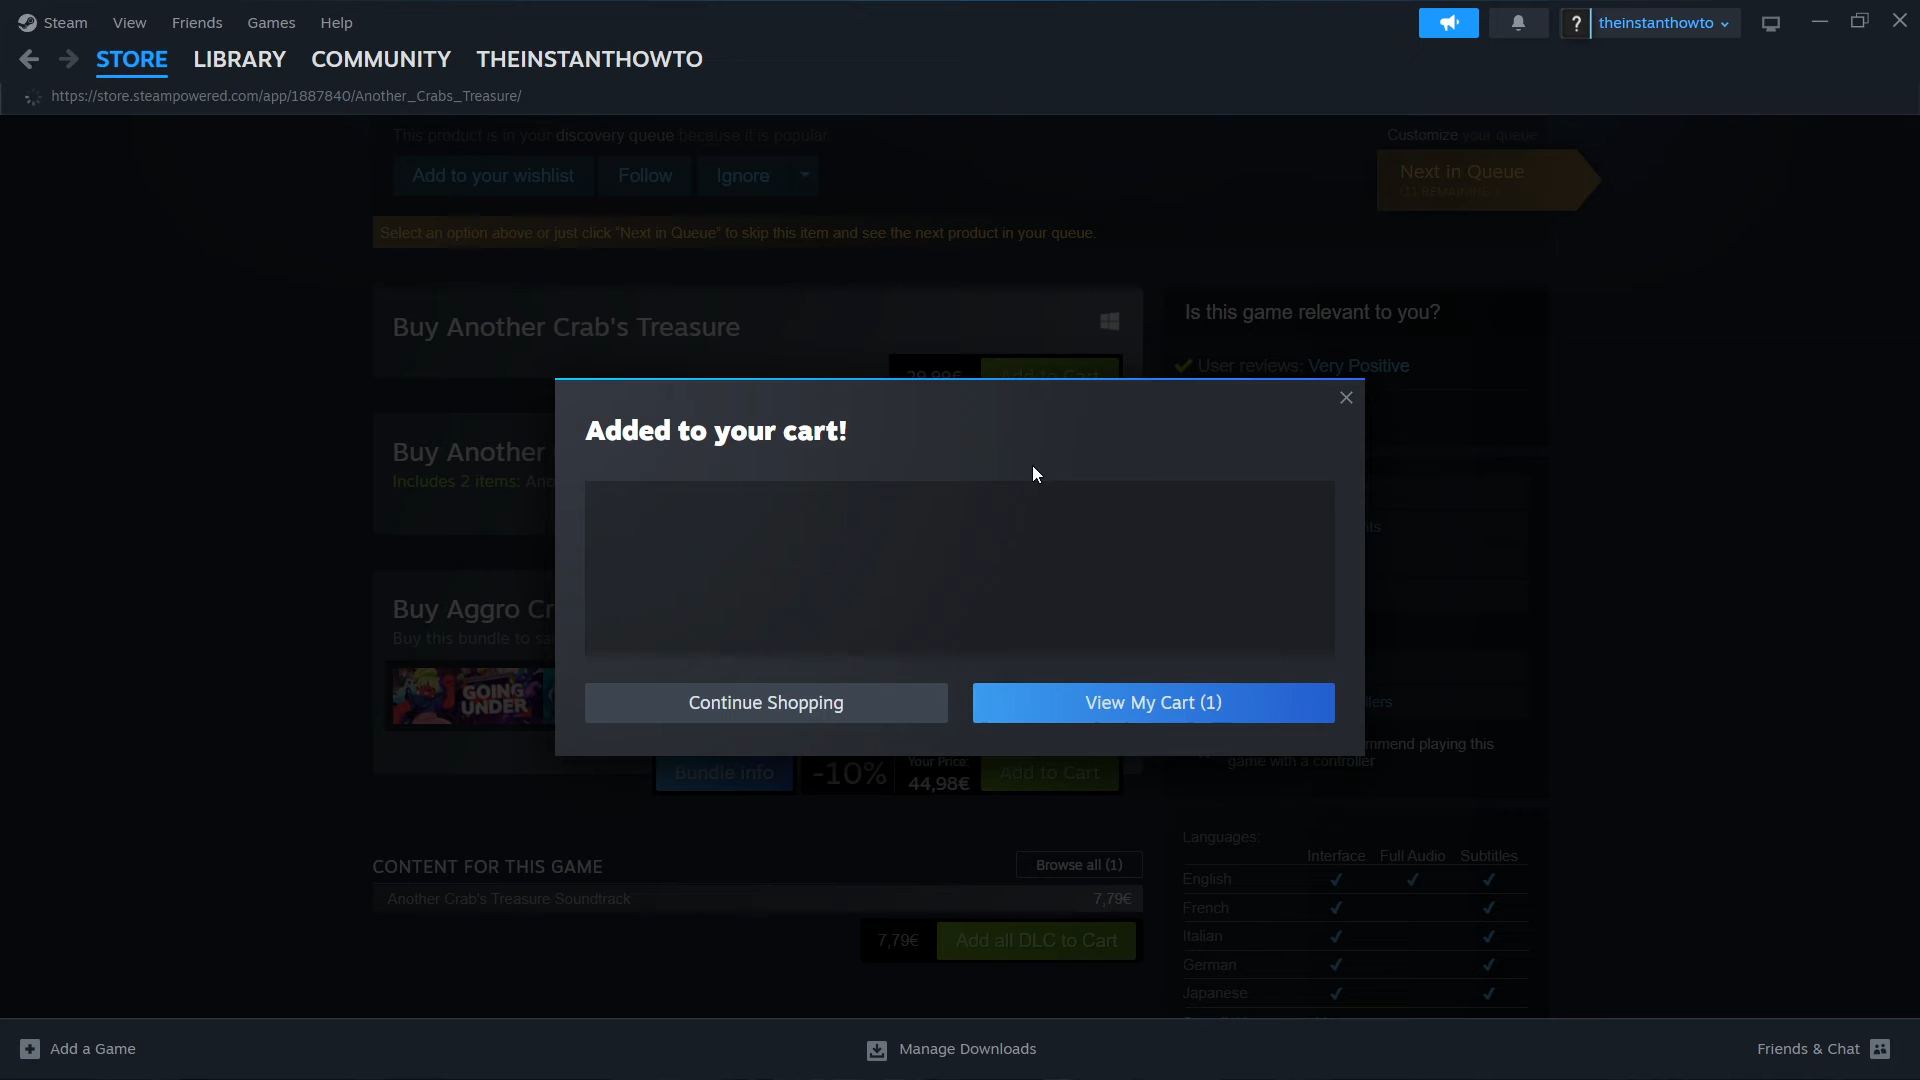 Steam View Friends Games Help
? theinstanthowto
STORE LIBRARY COMMUNITY THEINSTANTHOWTO
https://store.steampowered.com/app/1887840/Another_Crabs_Treasure/
This product is in your discovery queue because it is popular.
Customize your queue
Add to your wishlist Follow Ignore
Next in Queue
Select an option above or just click "Next in Queue" to skip this item and see the next product in your queue.
Buy Another Crab's Treasure
29,99€ Add to Cart
Is this game relevant to you?
User reviews: Very Positive
Added to your cart!
Buy Another
Includes 2 items:
Buy Aggro
Buy this bundle to
GOING
UNDER
Continue Shopping
View My Cart (1)
mmend playing this
game with a controller
Bundle info -10% Your Price: 44,98€ Add to Cart
CONTENT FOR THIS GAME
Browse all (1)
Another Crab's Treasure Soundtrack 7,79€
7,79€ Add all DLC to Cart
Languages:
Interface Full Audio Subtitles
English ✔ ✔ ✔
French ✔ ✔
Italian ✔ ✔
German ✔ ✔
Japanese ✔ ✔
Add a Game
Manage Downloads
Friends & Chat